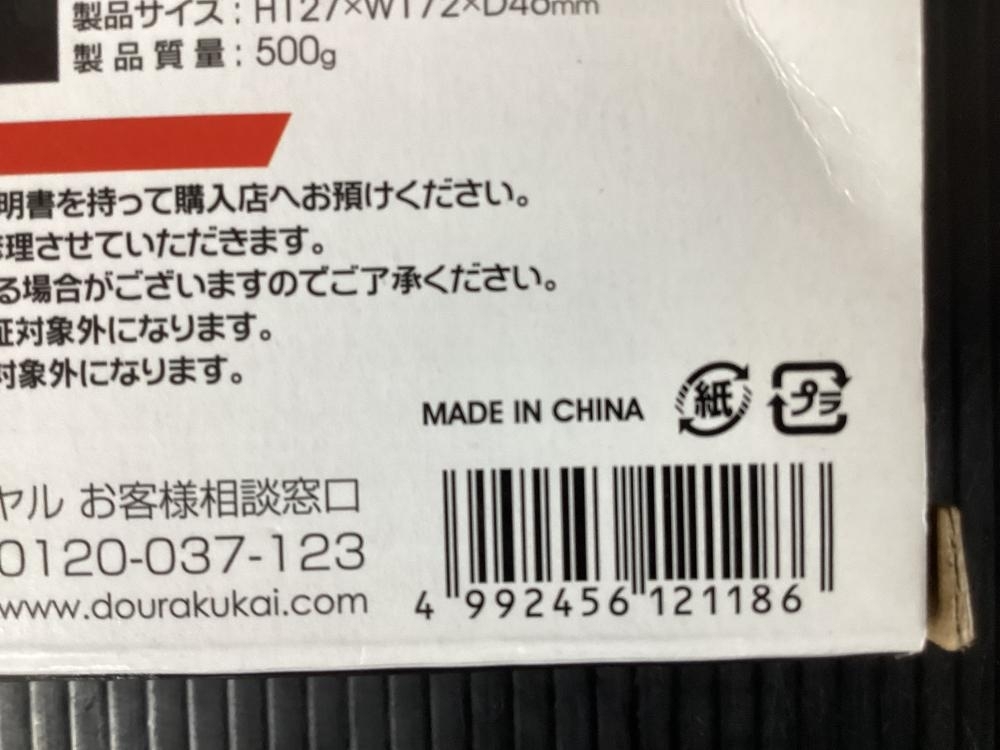 製品サイズ：H127×W172×D46mm
製品質量：500g
明書を持って購入店へお預けください。
理させていただきます。
る場合がございますのでご了承ください。
証対象外になります。
対象外になります。
MADE IN CHINA
紙
プラ
ヤル お客様相談窓口
0120-037-123
www.dourakukai.com
4 992456 121186